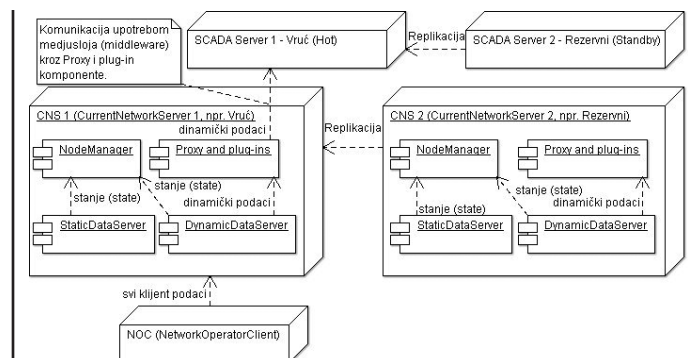 Komunikacija upotrebom
medjusloja (middleware)
kroz Proxy i plug-in
komponente.
SCADA Server 1 - Vruć (Hot)
Replikacija
SCADA Server 2 - Rezervni (Standby)
CNS 1 (CurrentNetworkServer 1, npr. Vruć)
dinamički podaci
NodeManager
Proxy and plug-ins
stanje (state)
stanje (state)
dinamički podaci
StaticDataServer
DynamicDataServer
Replikacija
CNS 2 (CurrentNetworkServer 2, npr. Rezervni)
NodeManager
Proxy and plug-ins
stanje (state)
dinamički podaci
stanje (state)
StaticDataServer
DynamicDataServer
svi klijent podaci
NOC (NetworkOperatorClient)